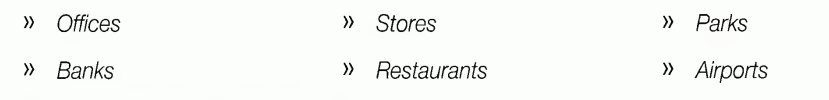 » Offices » Stores » Parks
» Banks » Restaurants » Airports